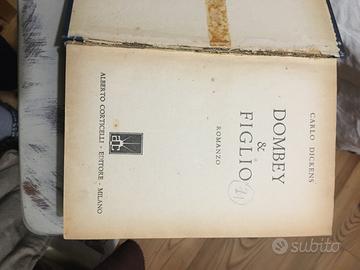 CARLO DICKENS
DOMBEY
&
FIGLIO
ROMANZO
ALBERTO CORTICELLI - EDITORE - MILANO
subito